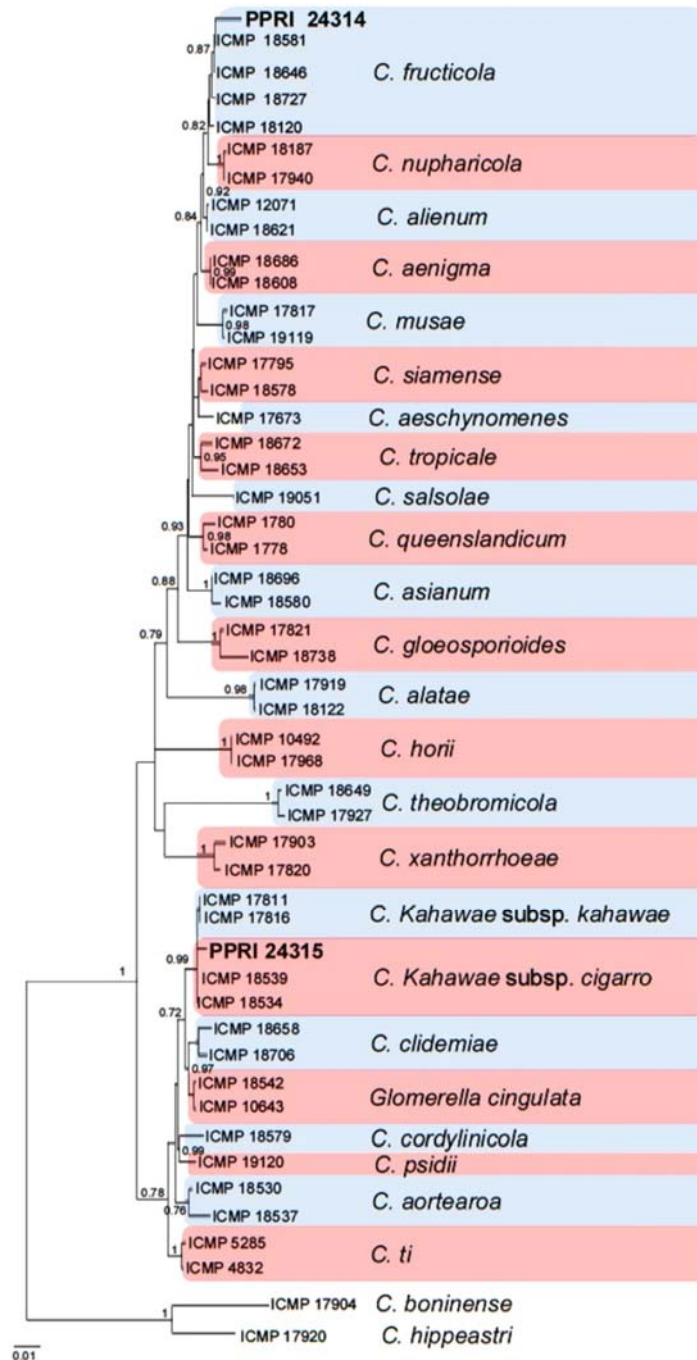 PPRI 24314
0.87
ICMP 18581
ICMP 18646
C. fructicola
ICMP 18727
0.82
ICMP 18120
ICMP 18187
C. nupharicola
1
ICMP 17940
0.92
ICMP 12071
C. alienum
0.84
ICMP 18621
ICMP 18686
C. aenigma
0.99
ICMP 18608
ICMP 17817
C. musae
0.98
ICMP 19119
ICMP 17795
C. siamense
ICMP 18578
ICMP 17673
C. aeschynomenes
ICMP 18672
C. tropicale
0.95
ICMP 18653
ICMP 19051
C. salsolae
0.93
ICMP 1780
C. queenslandicum
0.98
ICMP 1778
0.88
ICMP 18696
C. asianum
1
ICMP 18580
ICMP 17821
C. gloeosporioides
1
0.79
ICMP 18738
ICMP 17919
C. alatae
0.98
ICMP 18122
ICMP 10492
C. horii
1
ICMP 17968
ICMP 18649
C. theobromicola
1
ICMP 17927
ICMP 17903
C. xanthorrhoeae
1
ICMP 17820
ICMP 17811
C. Kahawae subsp. kahawae
ICMP 17816
PPRI 24315
0.99
1
ICMP 18539
C. Kahawae subsp. cigarro
ICMP 18534
0.72
ICMP 18658
C. clidemiae
ICMP 18706
0.97
ICMP 18542
Glomerella cingulata
ICMP 10643
ICMP 18579
C. cordylinicola
0.99
ICMP 19120
C. psidii
0.78
ICMP 18530
C. aortearoa
0.76
ICMP 18537
ICMP 5285
C. ti
1
ICMP 4832
ICMP 17904
C. boninense
1
ICMP 17920
C. hippeastri
0.01